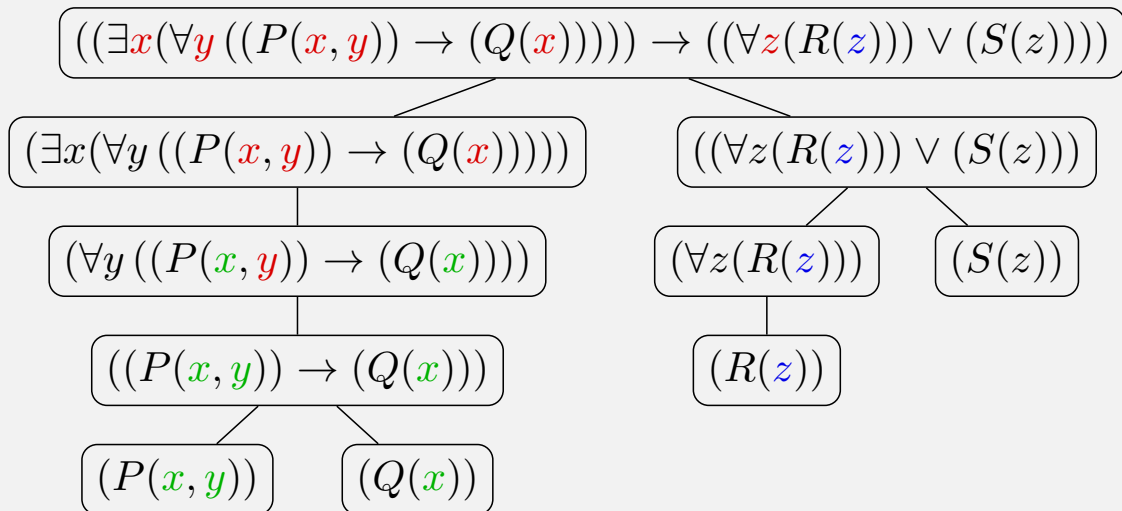 ((∃x(∀y ((P(x, y)) → (Q(x))))) → ((∀z(R(z))) ∨ (S(z))))
(∃x(∀y ((P(x, y)) → (Q(x)))))
((∀z(R(z))) ∨ (S(z)))
(∀y ((P(x, y)) → (Q(x))))
(∀z(R(z)))
(S(z))
((P(x, y)) → (Q(x)))
(R(z))
(P(x, y))
(Q(x))